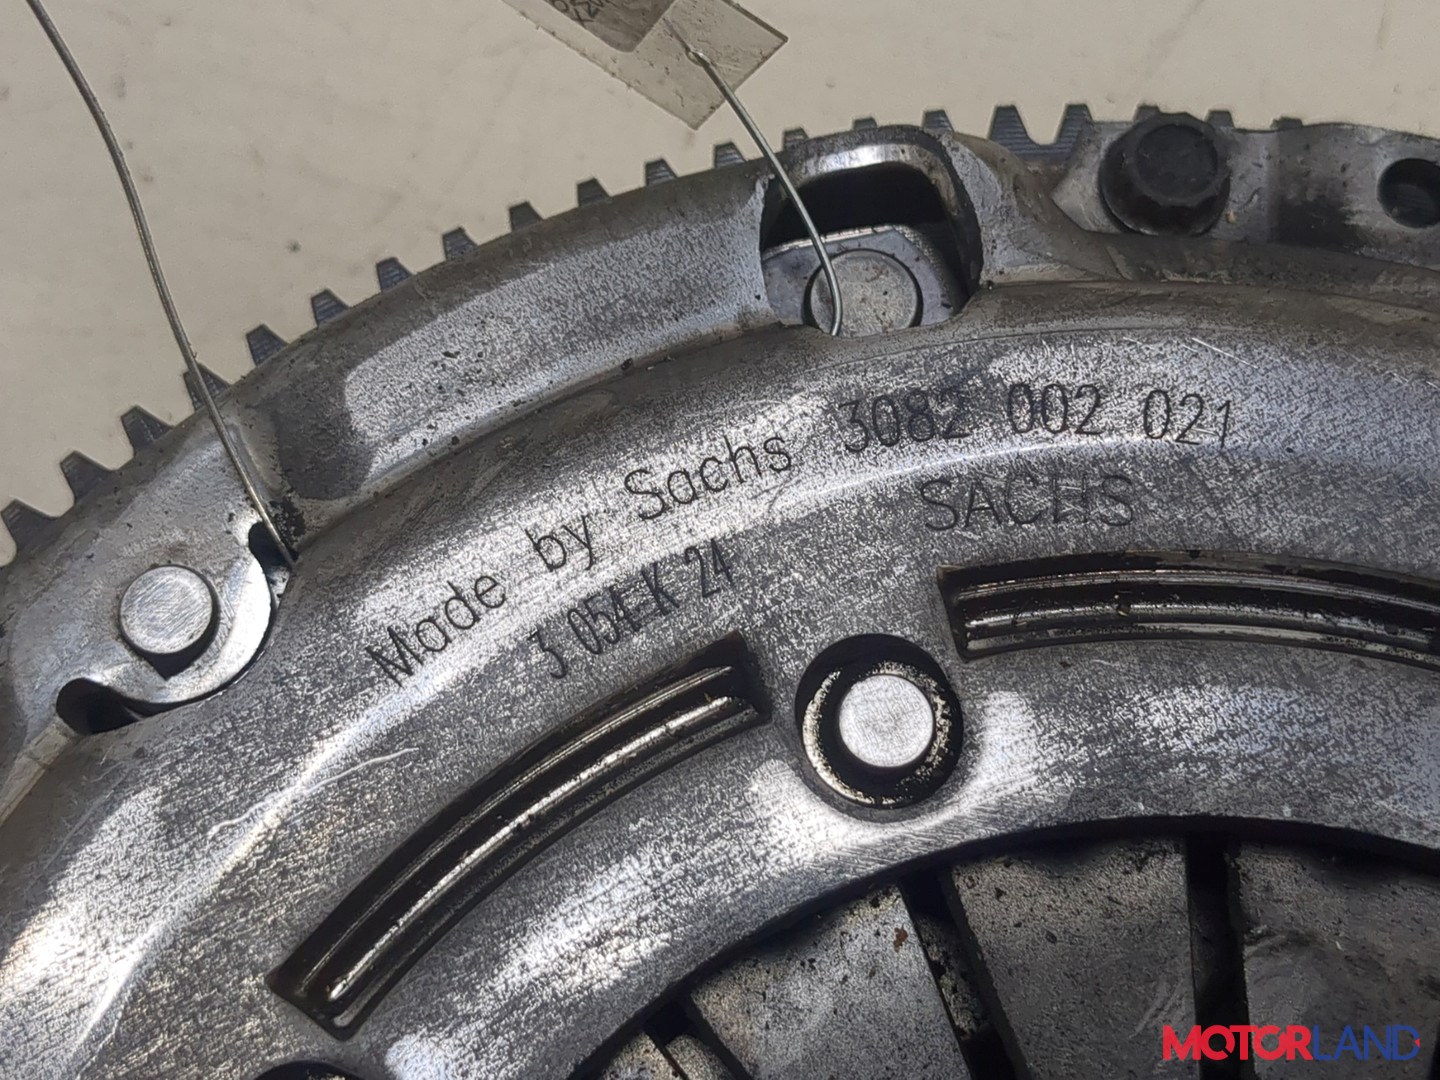 Made by Sachs 3082 002 021
3 054-K 24
SACHS
MOTORLAND